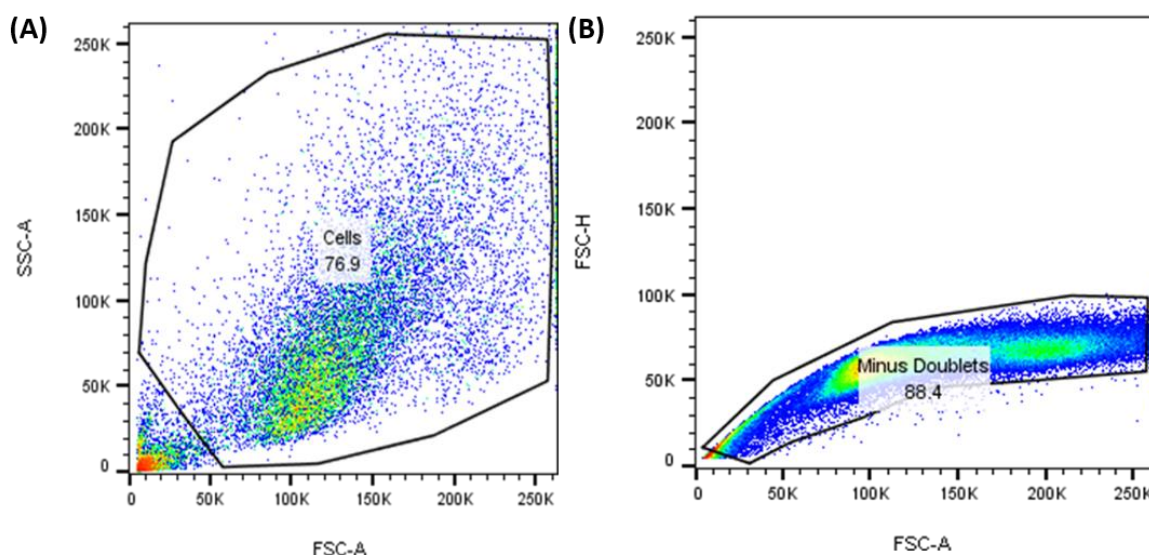 (A)
250K
200K
150K
100K
50K
0
SSC-A
Cells
76.9
0
50K
100K
150K
200K
250K
FSC-A
(B)
250K
200K
150K
100K
50K
0
FSC-H
Minus Doublets
88.4
0
50K
100K
150K
200K
250K
FSC-A